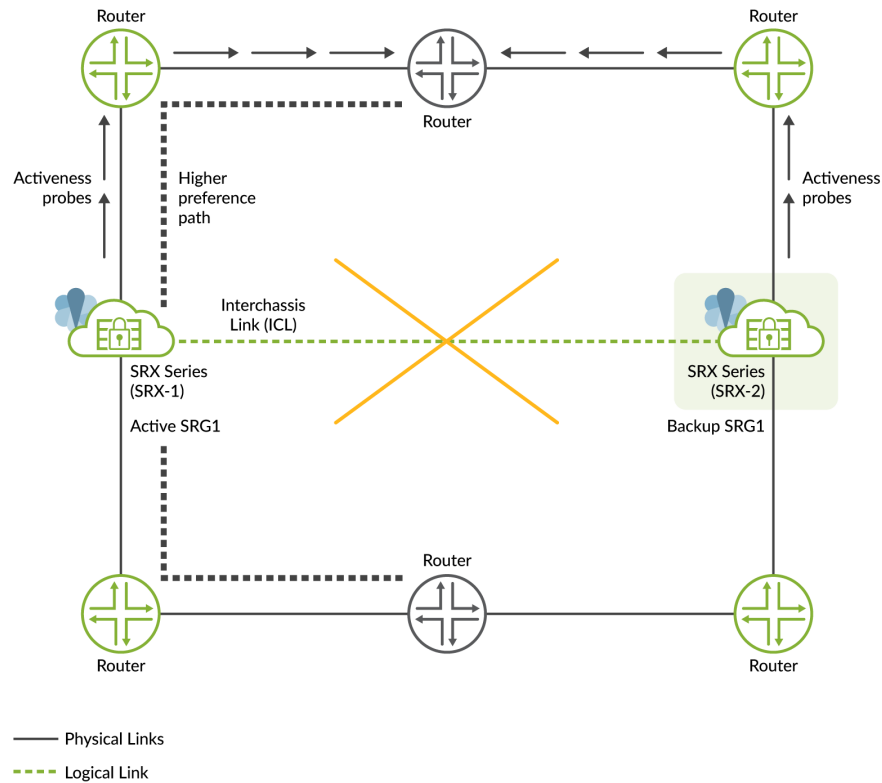 Router
Router
Router
Activeness
probes
Higher
preference
path
Activeness
probes
Interchassis
Link (ICL)
SRX Series
(SRX-1)
SRX Series
(SRX-2)
Active SRG1
Backup SRG1
Router
Router
Router
Physical Links
Logical Link